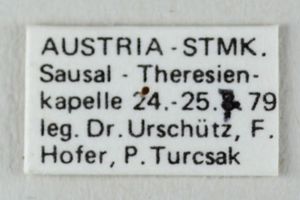 AUSTRIA - STMK.
Sausal - Theresien-
kapelle 24.-25. 79
leg. Dr. Urschütz, F.
Hofer, P. Turcsak